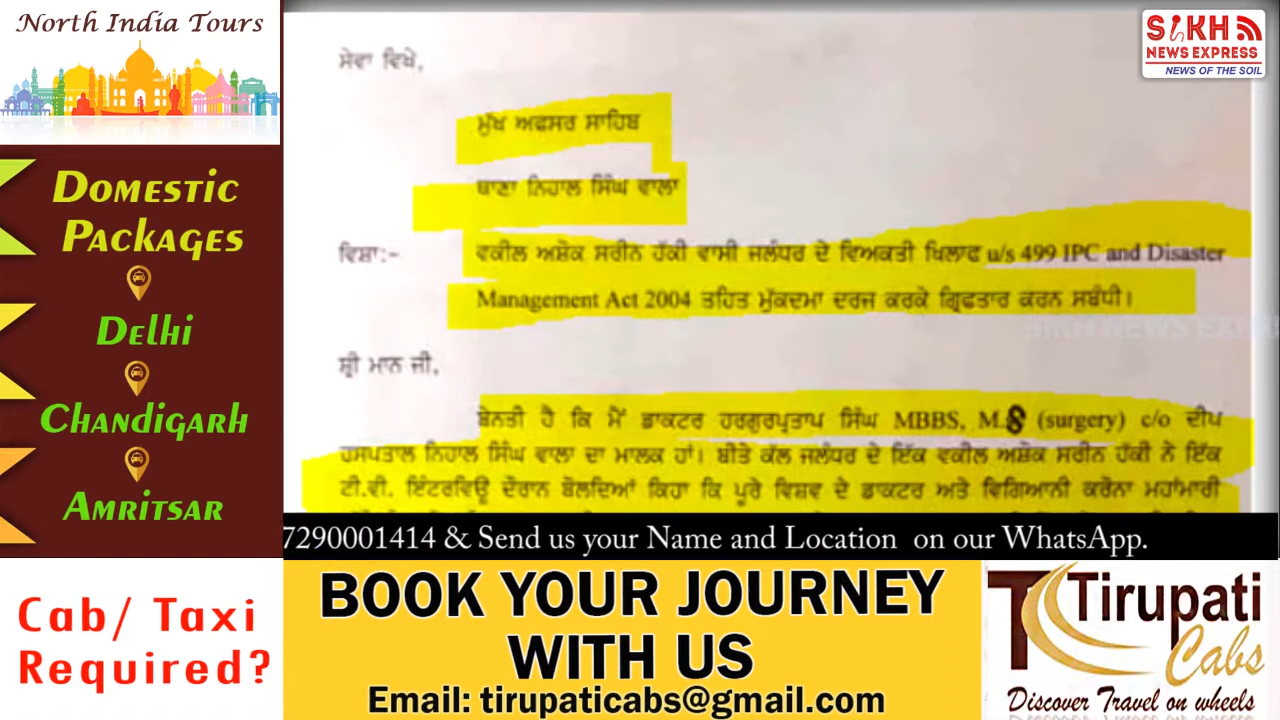 North India Tours
Domestic
Packages
Delhi
Chandigarh
Amritsar
Cab/ Taxi
Required?
SIKH
NEWS EXPRESS
NEWS OF THE SOIL
ਸੇਵਾ ਵਿਖੇ,
ਮੁੱਖ ਅਫਸਰ ਸਾਹਿਬ
ਥਾਣਾ ਨਿਹਾਲ ਸਿੰਘ ਵਾਲਾ
ਵਿਸ਼ਾ:- ਵਕੀਲ ਅਸ਼ੋਕ ਸਰੀਨ ਹੱਕੀ ਵਾਸੀ ਜਲੰਧਰ ਦੇ ਵਿਅਕਤੀ ਖਿਲਾਫ u/s 499 IPC and Disaster
Management Act 2004 ਤਹਿਤ ਮੁੱਕਦਮਾ ਦਰਜ ਕਰਕੇ ਗ੍ਰਿਫਤਾਰ ਕਰਨ ਸਬੰਧੀ।
ਸ਼੍ਰੀ ਮਾਨ ਜੀ,
ਬੇਨਤੀ ਹੈ ਕਿ ਮੈਂ ਡਾਕਟਰ ਹਰਗੁਰਪ੍ਰਤਾਪ ਸਿੰਘ MBBS, M.S (surgery) c/o ਦੀਪ
ਹਸਪਤਾਲ ਨਿਹਾਲ ਸਿੰਘ ਵਾਲਾ ਦਾ ਮਾਲਕ ਹਾਂ। ਬੀਤੇ ਕੱਲ ਜਲੰਧਰ ਦੇ ਇੱਕ ਵਕੀਲ ਅਸ਼ੋਕ ਸਰੀਨ ਹੱਕੀ ਨੇ ਇੱਕ
ਟੀ.ਵੀ. ਇੰਟਰਵਿਊ ਦੌਰਾਨ ਬੋਲਦਿਆਂ ਕਿਹਾ ਕਿ ਪੂਰੇ ਵਿਸ਼ਵ ਦੇ ਡਾਕਟਰ ਅਤੇ ਵਿਗਿਆਨੀ ਕਰੋਨਾ ਮਹਾਂਮਾਰੀ
7290001414 & Send us your Name and Location on our WhatsApp.
BOOK YOUR JOURNEY
WITH US
Email: tirupaticabs@gmail.com
Tirupati
Cabs
Discover Travel on wheels